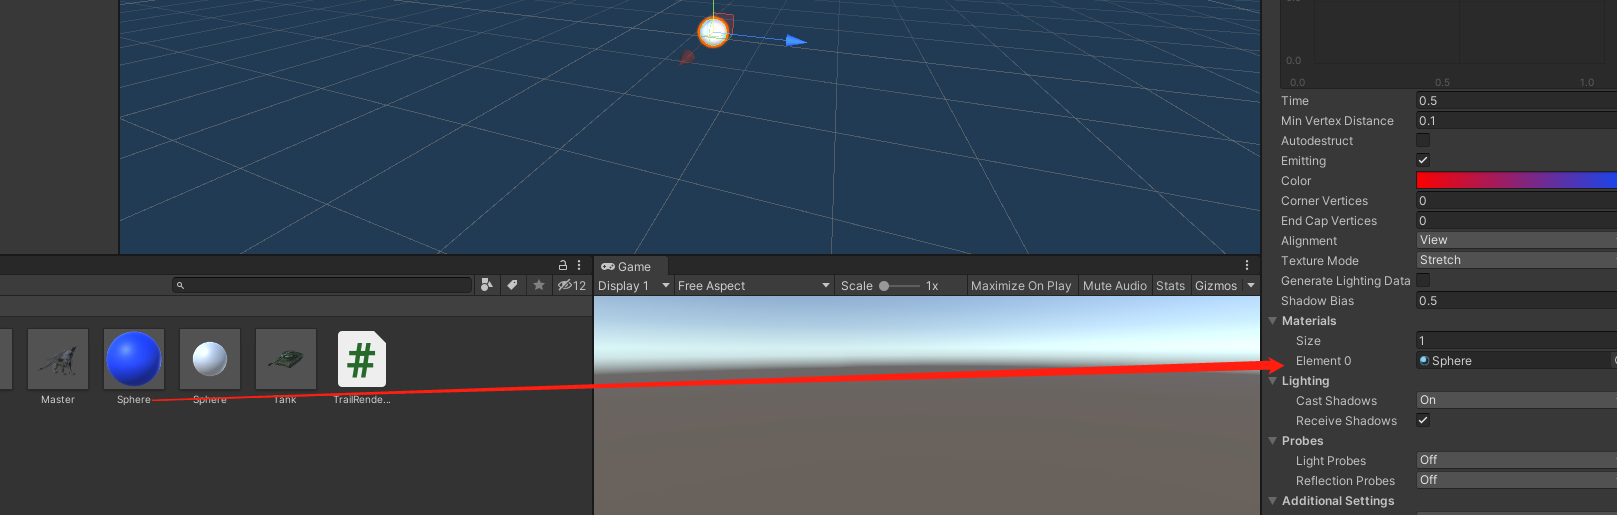 0.0
0.0 0.5 1.0
Time 0.5
Min Vertex Distance 0.1
Autodestruct
Emitting
Color
Corner Vertices 0
End Cap Vertices 0
Alignment View
Texture Mode Stretch
Generate Lighting Data
Shadow Bias 0.5
Materials
Size 1
Element 0 Sphere
Lighting
Cast Shadows On
Receive Shadows
Probes
Light Probes Off
Reflection Probes Off
Additional Settings
12
Master Sphere Sphere Tank TrailRende...
#
Game
Display 1 Free Aspect Scale 1x Maximize On Play Mute Audio Stats Gizmos